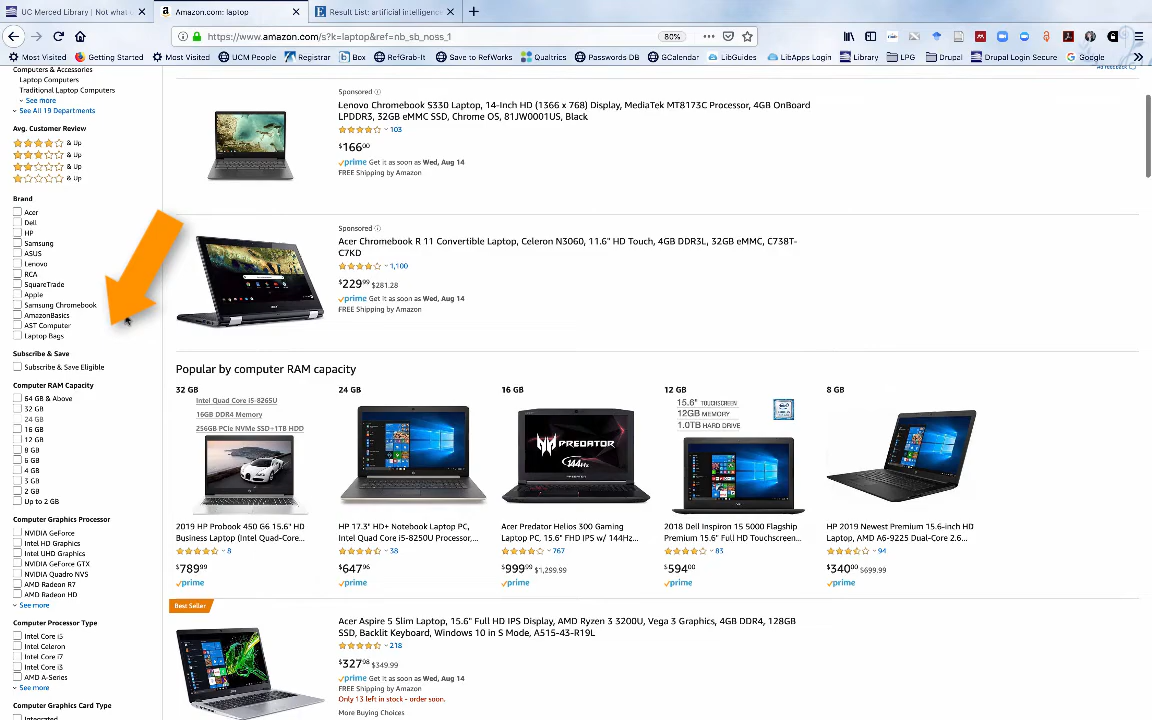 UC Merced Library | Not what
Amazon.com: laptop
Result List: artificial intelligence
https://www.amazon.com/s?k=laptop&ref=nb_sb_noss_1
80%
Most Visited
Getting Started
Most Visited
UCM People
Registrar
Box
RefGrab-It
Save to RefWorks
Qualtrics
Passwords DB
GCalendar
LibGuides
LibApps Login
Library
LPG
Drupal
Drupal Login Secure
Google
Computers & Accessories
Laptop Computers
Traditional Laptop Computers
See more
See All 19 Departments
Avg. Customer Review
& Up
& Up
& Up
& Up
Brand
Acer
Dell
HP
Samsung
ASUS
Lenovo
RCA
SquareTrade
Apple
Samsung Chromebook
AmazonBasics
AST Computer
Laptop Bags
Subscribe & Save
Subscribe & Save Eligible
Computer RAM Capacity
64 GB & Above
32 GB
24 GB
16 GB
12 GB
8 GB
6 GB
4 GB
3 GB
2 GB
Up to 2 GB
Computer Graphics Processor
NVIDIA GeForce
Intel HD Graphics
Intel UHD Graphics
NVIDIA GeForce GTX
NVIDIA Quadro NVS
AMD Radeon R7
AMD Radeon HD
See more
Computer Processor Type
Intel Core i5
Intel Celeron
Intel Core i7
Intel Core i3
AMD A-Series
See more
Computer Graphics Card Type
Integrated
Ad feedback
Sponsored
Lenovo Chromebook S330 Laptop, 14-Inch HD (1366 x 768) Display, MediaTek MT8173C Processor, 4GB OnBoard
LPDDR3, 32GB eMMC SSD, Chrome OS, 81JW0001US, Black
103
$16600
prime Get it as soon as Wed, Aug 14
FREE Shipping by Amazon
Sponsored
Acer Chromebook R 11 Convertible Laptop, Celeron N3060, 11.6" HD Touch, 4GB DDR3L, 32GB eMMC, C738T-
C7KD
1,100
$22999 $281.28
prime Get it as soon as Wed, Aug 14
FREE Shipping by Amazon
Popular by computer RAM capacity
32 GB
Intel Quad Core i5-8265U
16GB DDR4 Memory
256GB PCIe NVMe SSD+1TB HDD
2019 HP Probook 450 G6 15.6" HD
Business Laptop (Intel Quad-Core...
8
$78999
prime
24 GB
HP 17.3" HD+ Notebook Laptop PC,
Intel Quad Core i5-8250U Processor,...
38
$64796
prime
16 GB
PREDATOR
144Hz
Acer Predator Helios 300 Gaming
Laptop PC, 15.6" FHD IPS w/ 144Hz...
767
$99999 $1,299.99
prime
12 GB
15.6" TOUCHSCREEN
12GB MEMORY
1.0TB HARD DRIVE
2018 Dell Inspiron 15 5000 Flagship
Premium 15.6" Full HD Touchscreen...
83
$59400
prime
8 GB
HP 2019 Newest Premium 15.6-inch HD
Laptop, AMD A6-9225 Dual-Core 2.6...
94
$34000 $699.99
prime
Best Seller
Acer Aspire 5 Slim Laptop, 15.6" Full HD IPS Display, AMD Ryzen 3 3200U, Vega 3 Graphics, 4GB DDR4, 128GB
SSD, Backlit Keyboard, Windows 10 in S Mode, A515-43-R19L
218
$32798 $349.99
prime Get it as soon as Wed, Aug 14
FREE Shipping by Amazon
Only 13 left in stock - order soon.
More Buying Choices